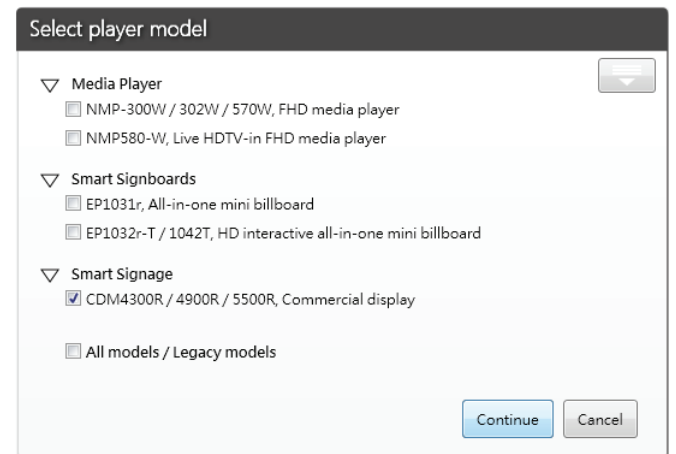 Select player model
Media Player
NMP-300W / 302W / 570W, FHD media player
NMP580-W, Live HDTV-in FHD media player
Smart Signboards
EP1031r, All-in-one mini billboard
EP1032r-T / 1042T, HD interactive all-in-one mini billboard
Smart Signage
CDM4300R / 4900R / 5500R, Commercial display
All models / Legacy models
Continue Cancel